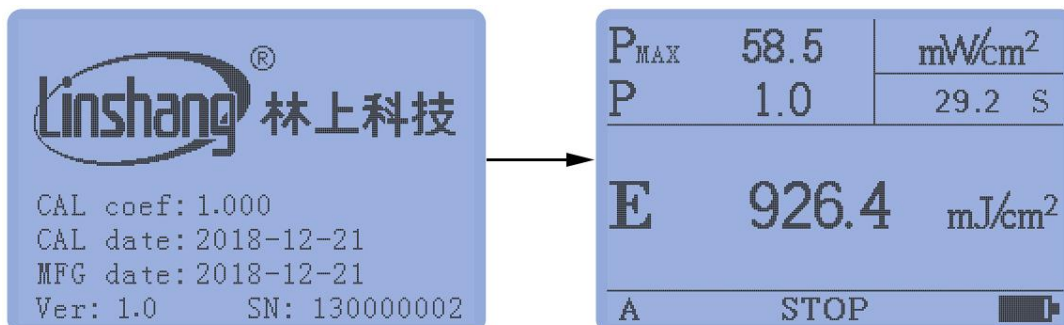 Linshang® 林上科技
CAL coef: 1.000
CAL date: 2018-12-21
MFG date: 2018-12-21
Ver: 1.0 SN: 130000002
PMAX 58.5 mW/cm²
P 1.0 29.2 S
E 926.4 mJ/cm²
A STOP